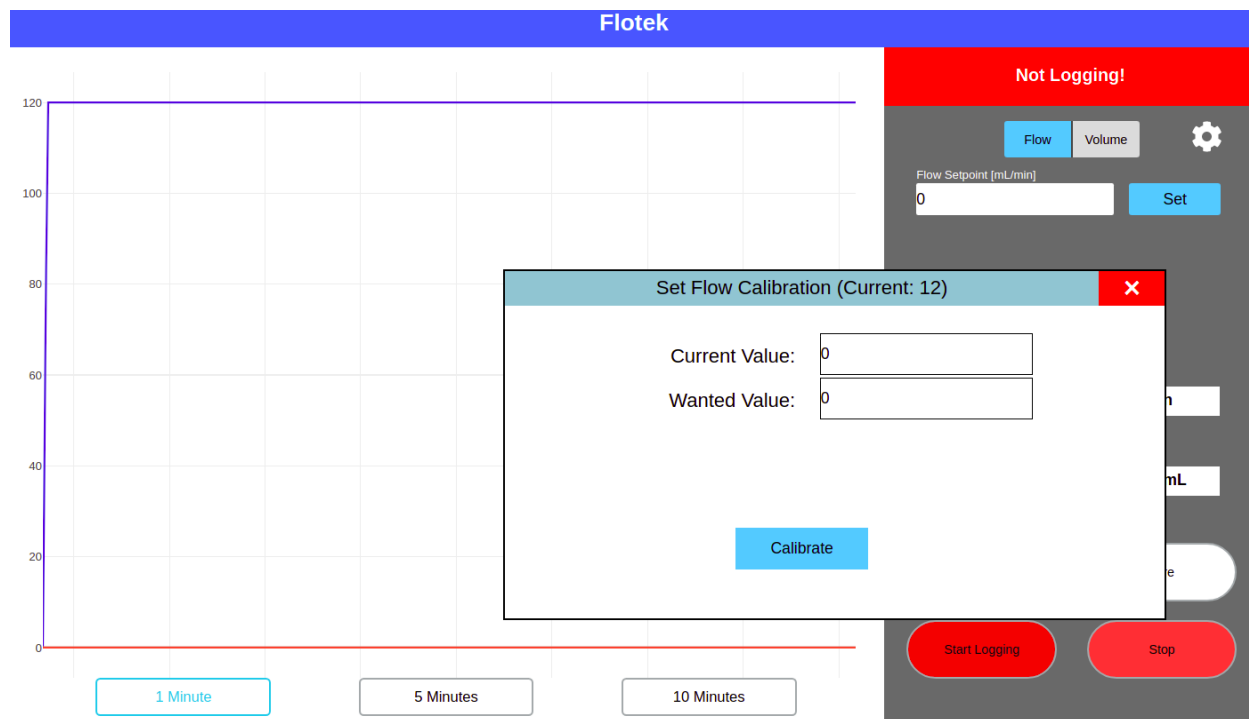 Flotek
Not Logging!
120
100
80
60
40
20
0
Flow
Volume
Flow Setpoint [mL/min]
0
Set
Set Flow Calibration (Current: 12)
Current Value:
0
Wanted Value:
0
Calibrate
mL
Start Logging
Stop
1 Minute
5 Minutes
10 Minutes